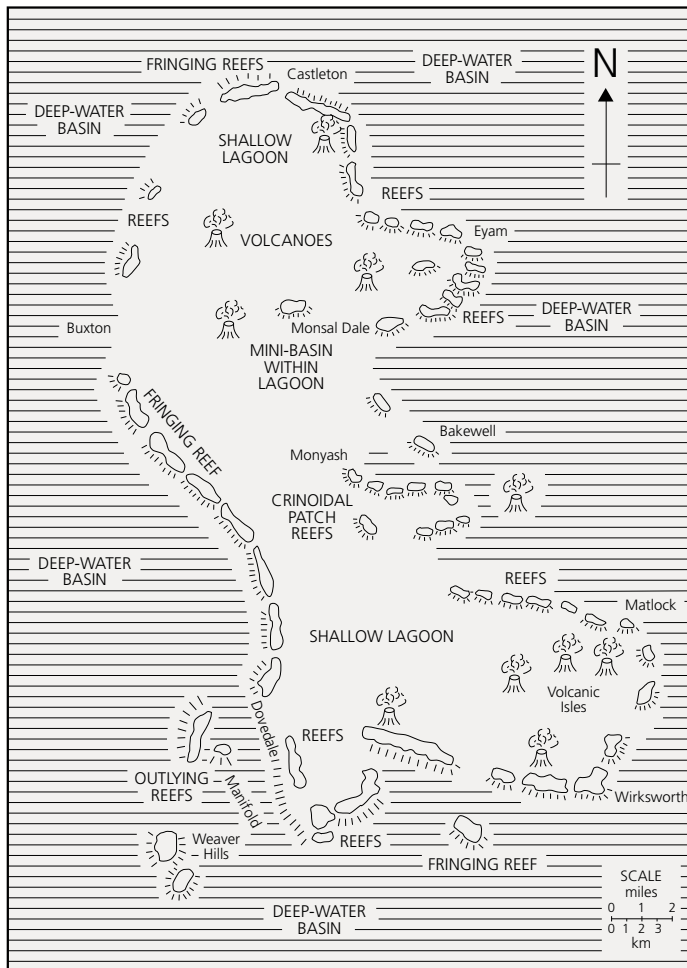 FRINGING REEFS
Castleton
DEEP-WATER
BASIN
N
DEEP-WATER
BASIN
SHALLOW
LAGOON
REEFS
REEFS
VOLCANOES
Eyam
Buxton
Monsal Dale
REEFS
DEEP-WATER
BASIN
MINI-BASIN
WITHIN
LAGOON
FRINGING REEF
Bakewell
Monyash
CRINOIDAL
PATCH
REEFS
DEEP-WATER
BASIN
REEFS
Matlock
SHALLOW LAGOON
Volcanic
Isles
Dovedale
REEFS
OUTLYING
REEFS
Manifold
Wirksworth
Weaver
Hills
REEFS
FRINGING REEF
DEEP-WATER
BASIN
SCALE
miles
0 1 2
0 1 2 3
km